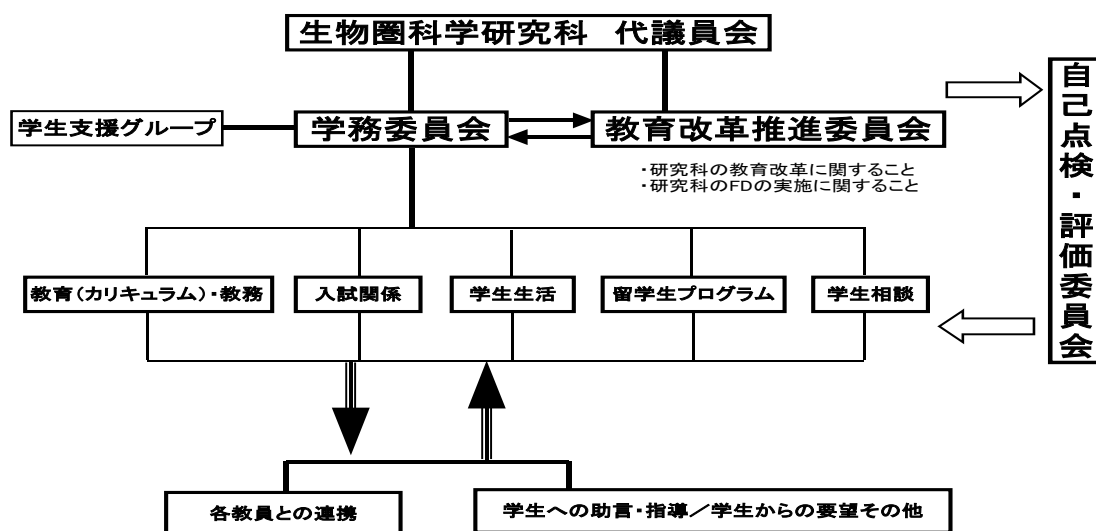 生物圏科学研究科 代議員会
学生支援グループ
学務委員会
教育改革推進委員会
・研究科の教育改革に関すること
・研究科のFDの実施に関すること
自己点検・評価委員会
教育(カリキュラム)・教務
入試関係
学生生活
留学生プログラム
学生相談
各教員との連携
学生への助言・指導/学生からの要望その他